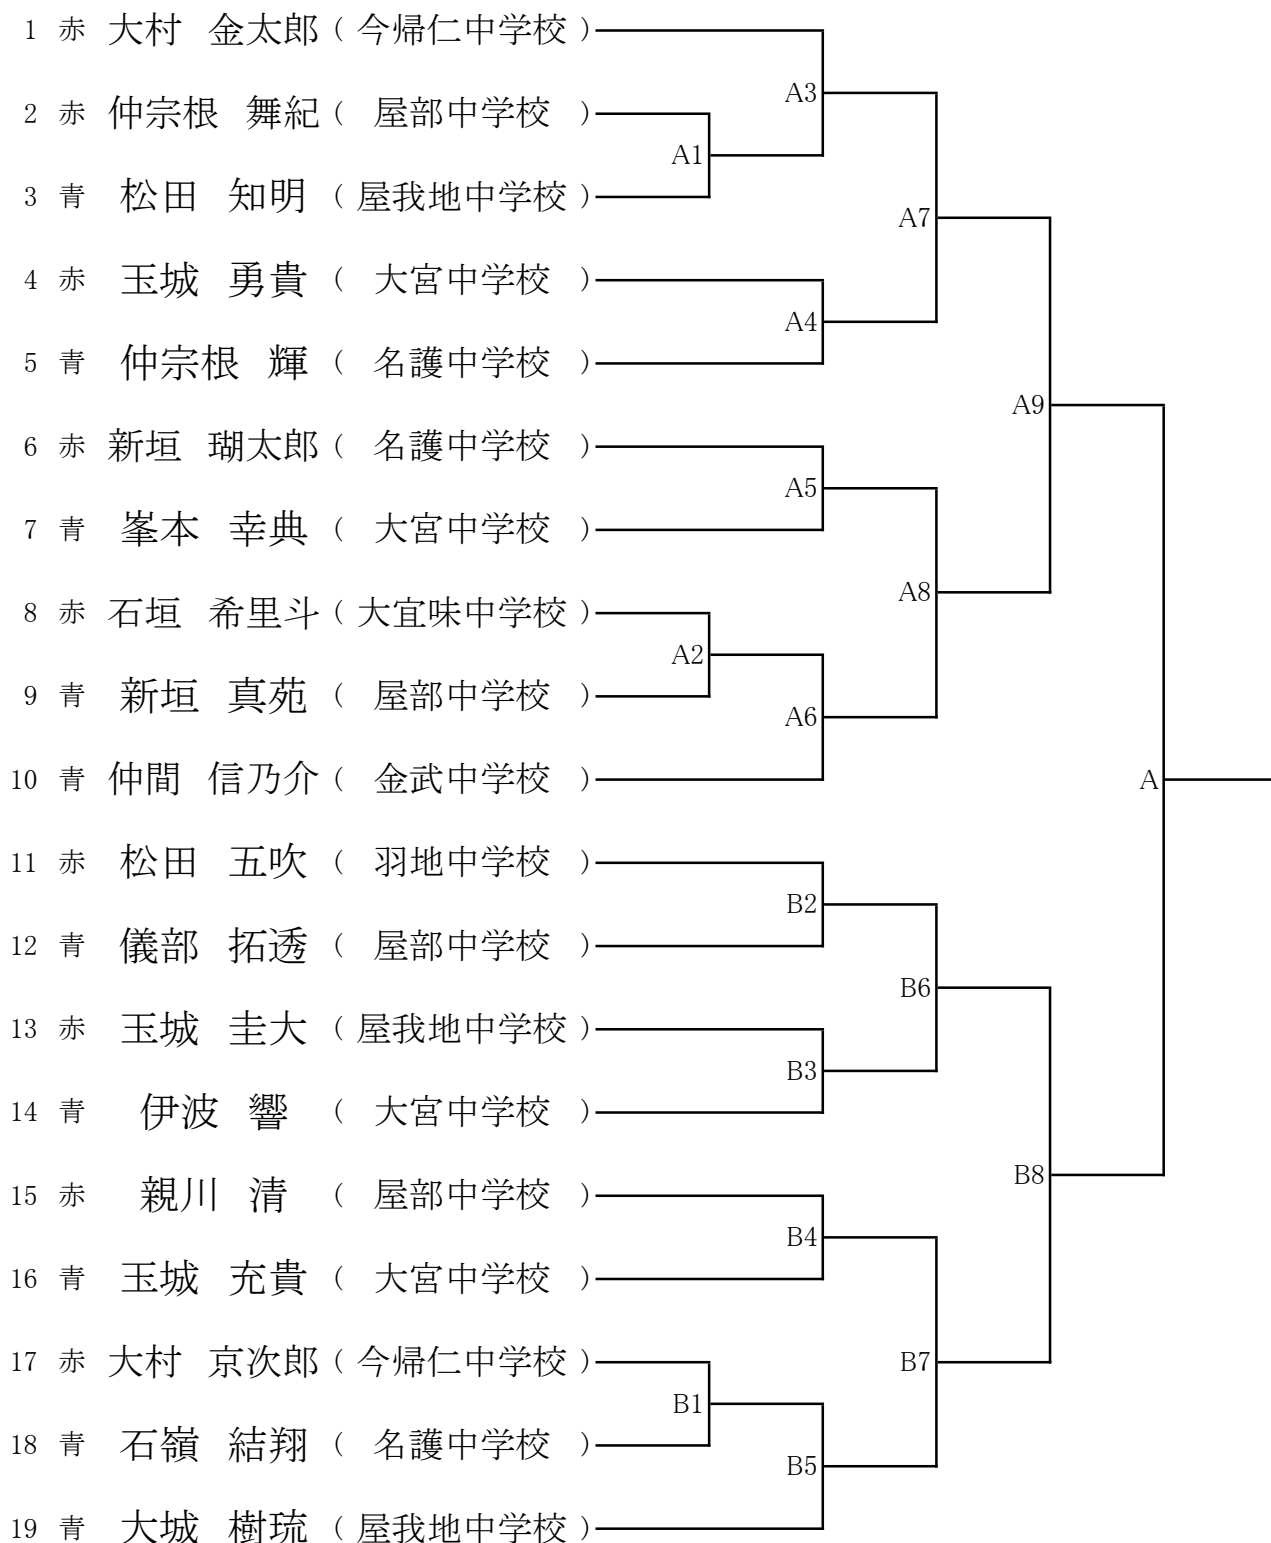 1 赤 大村 金太郎 ( 今帰仁中学校 )
A3
2 赤 仲宗根 舞紀 ( 屋部中学校 )
A1
3 青 松田 知明 ( 屋我地中学校 )
A7
4 赤 玉城 勇貴 ( 大宮中学校 )
A4
5 青 仲宗根 輝 ( 名護中学校 )
A9
6 赤 新垣 瑚太郎 ( 名護中学校 )
A5
7 青 峯本 幸典 ( 大宮中学校 )
A8
8 赤 石垣 希里斗 ( 大宜味中学校 )
A2
9 青 新垣 真苑 ( 屋部中学校 )
A6
10 青 仲間 信乃介 ( 金武中学校 )
A
11 赤 松田 五吹 ( 羽地中学校 )
B2
12 青 儀部 拓透 ( 屋部中学校 )
B6
13 赤 玉城 圭大 ( 屋我地中学校 )
B3
14 青 伊波 響 ( 大宮中学校 )
B8
15 赤 親川 清 ( 屋部中学校 )
B4
16 青 玉城 充貴 ( 大宮中学校 )
17 赤 大村 京次郎 ( 今帰仁中学校 )
B7
B1
18 青 石嶺 結翔 ( 名護中学校 )
B5
19 青 大城 樹琉 ( 屋我地中学校 )